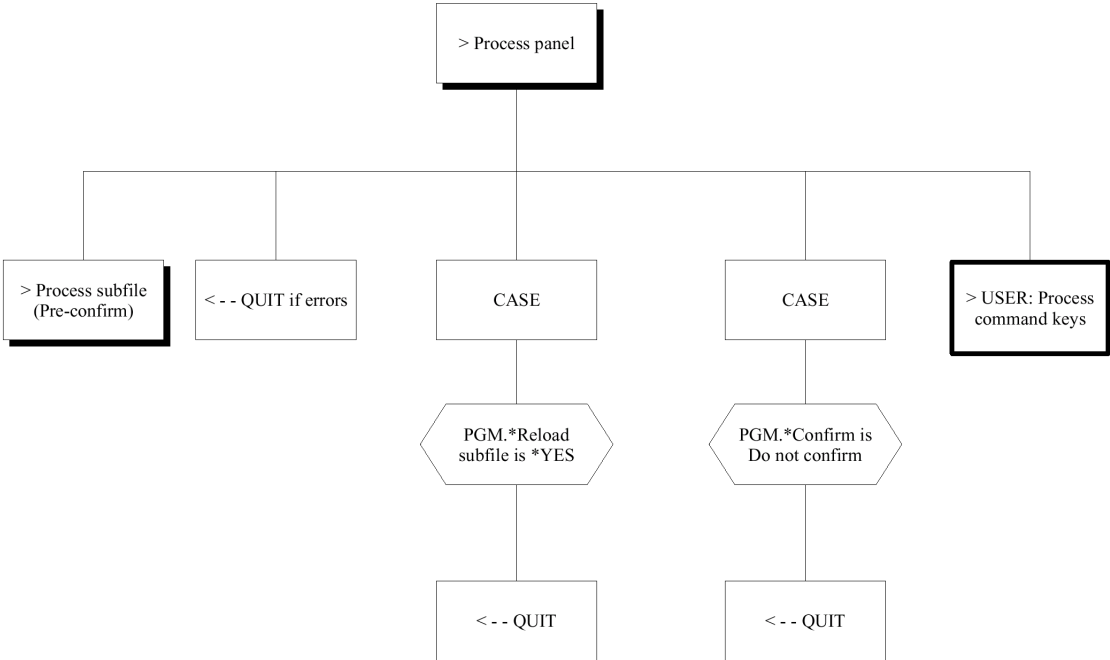 > Process panel
> Process subfile
(Pre-confirm)
< - - QUIT if errors
CASE
CASE
> USER: Process
command keys
PGM.*Reload
subfile is *YES
PGM.*Confirm is
Do not confirm
< - - QUIT
< - - QUIT